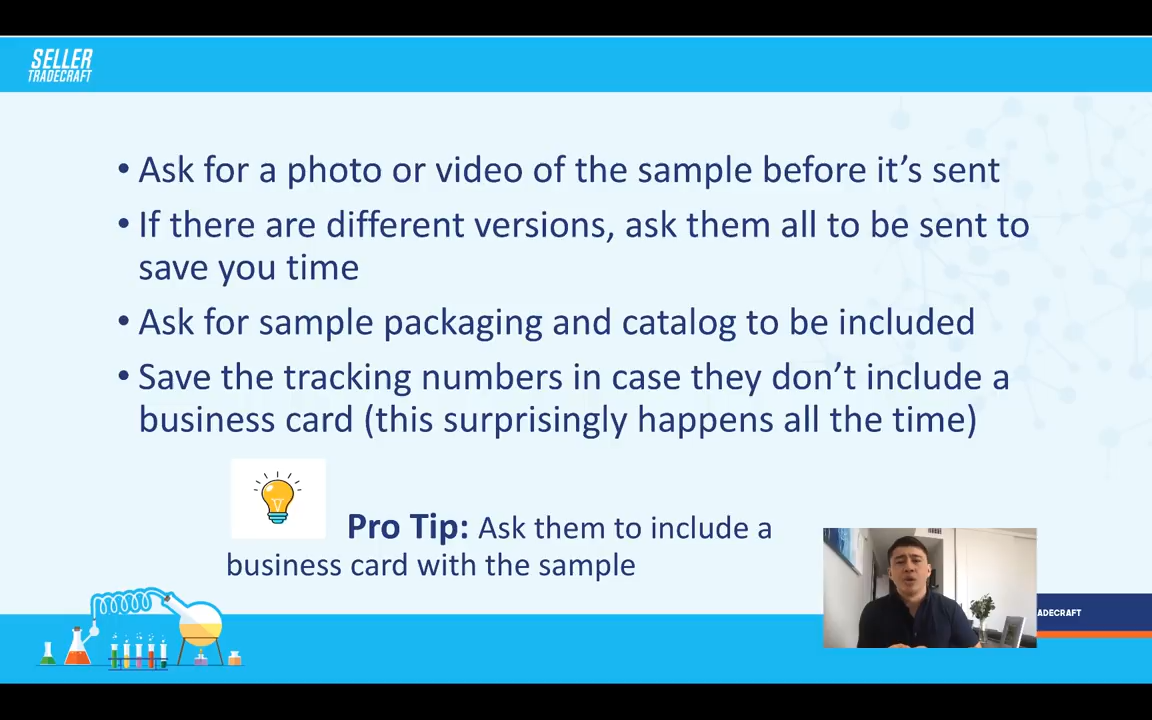 SELLER
TRADECRAFT
• Ask for a photo or video of the sample before it’s sent
• If there are different versions, ask them all to be sent to
save you time
• Ask for sample packaging and catalog to be included
• Save the tracking numbers in case they don’t include a
business card (this surprisingly happens all the time)
Pro Tip: Ask them to include a
business card with the sample
ADECRAFT